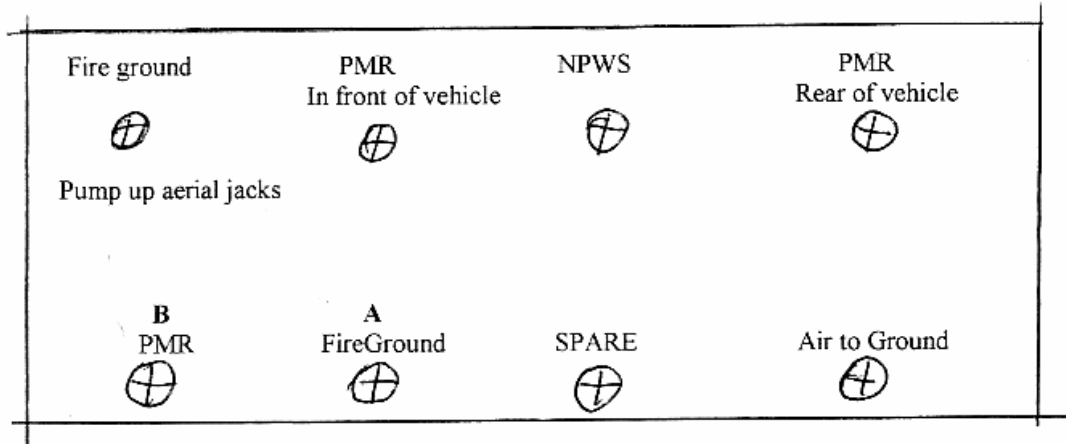 Fire ground
PMR
In front of vehicle
NPWS
PMR
Rear of vehicle
Pump up aerial jacks
B
PMR
A
FireGround
SPARE
Air to Ground